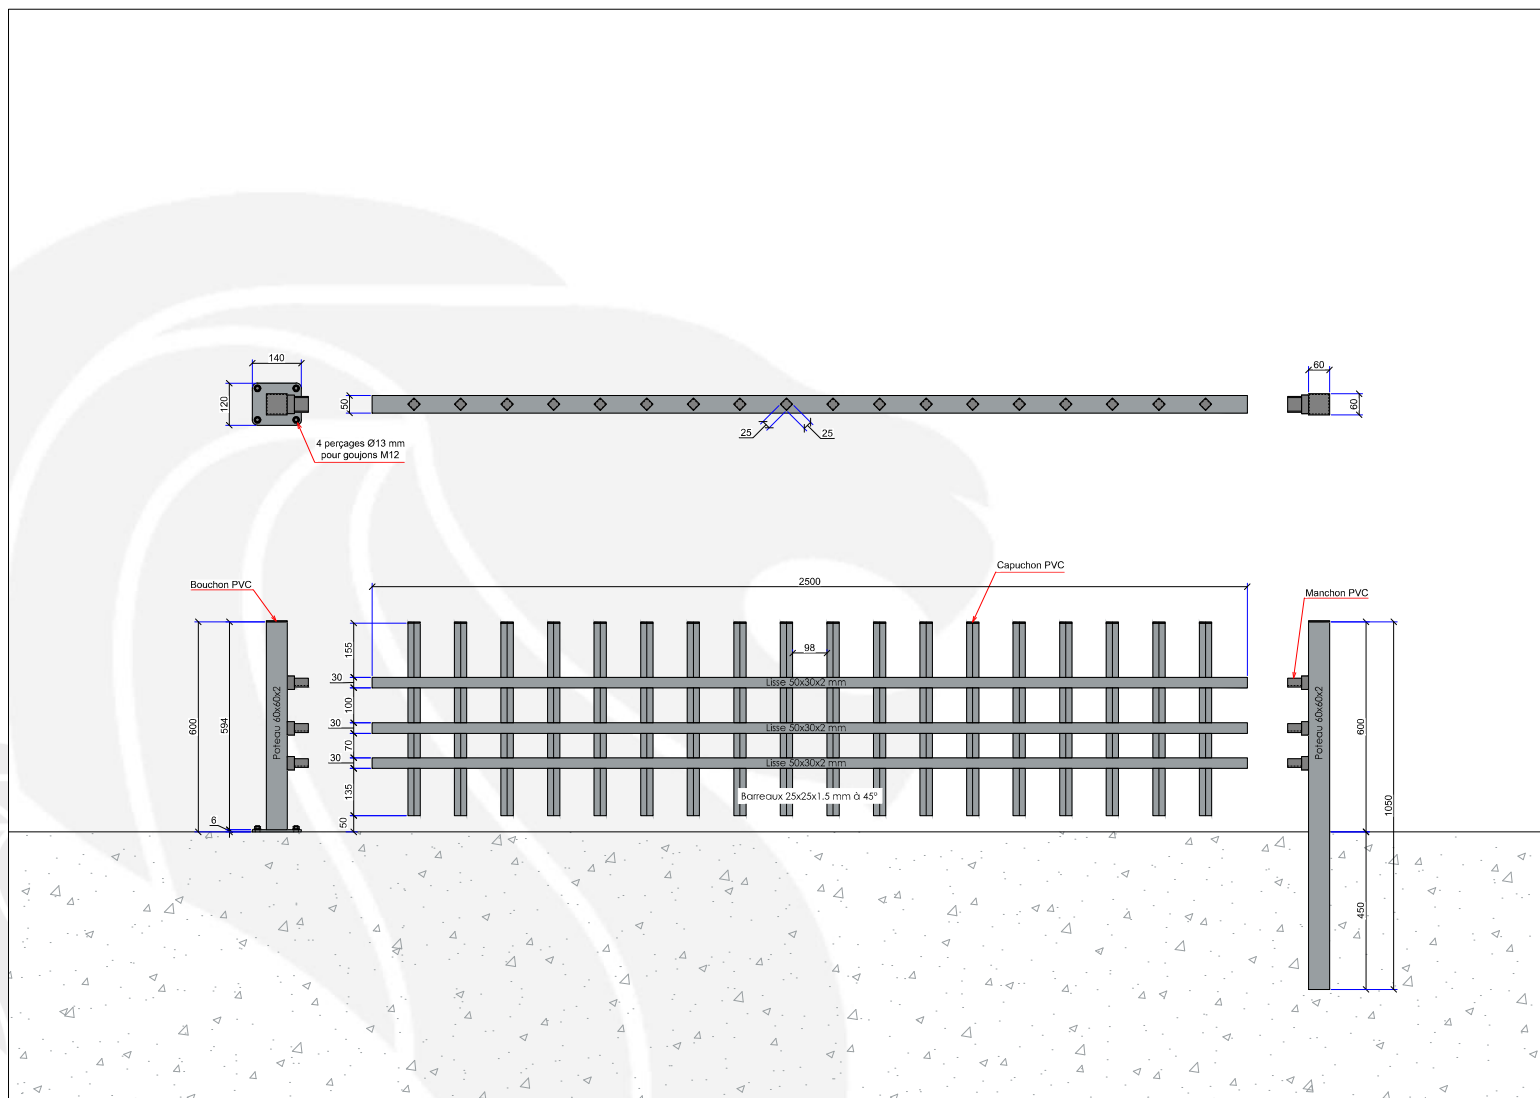 140
60
120
50
60
25
25
4 perçages Ø13 mm
pour goujons M12
Bouchon PVC
Capuchon PVC
Manchon PVC
2500
155
98
30
Lisse 50x30x2 mm
100
30
Lisse 50x30x2 mm
70
30
Lisse 50x30x2 mm
135
Barreaux 25x25x1.5 mm à 45°
50
600
594
6
Poteau 60x60x2
Poteau 60x60x2
600
1050
450